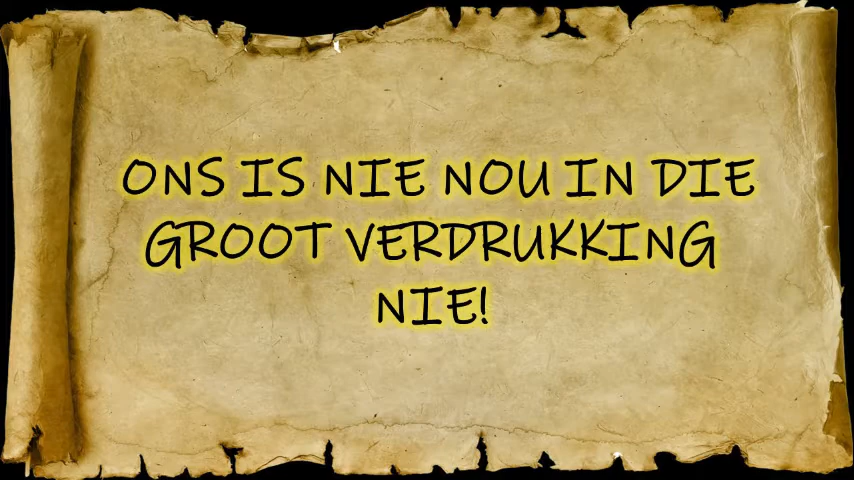 ONS IS NIE NOU IN DIE
GROOT VERDRUKKING
NIE!